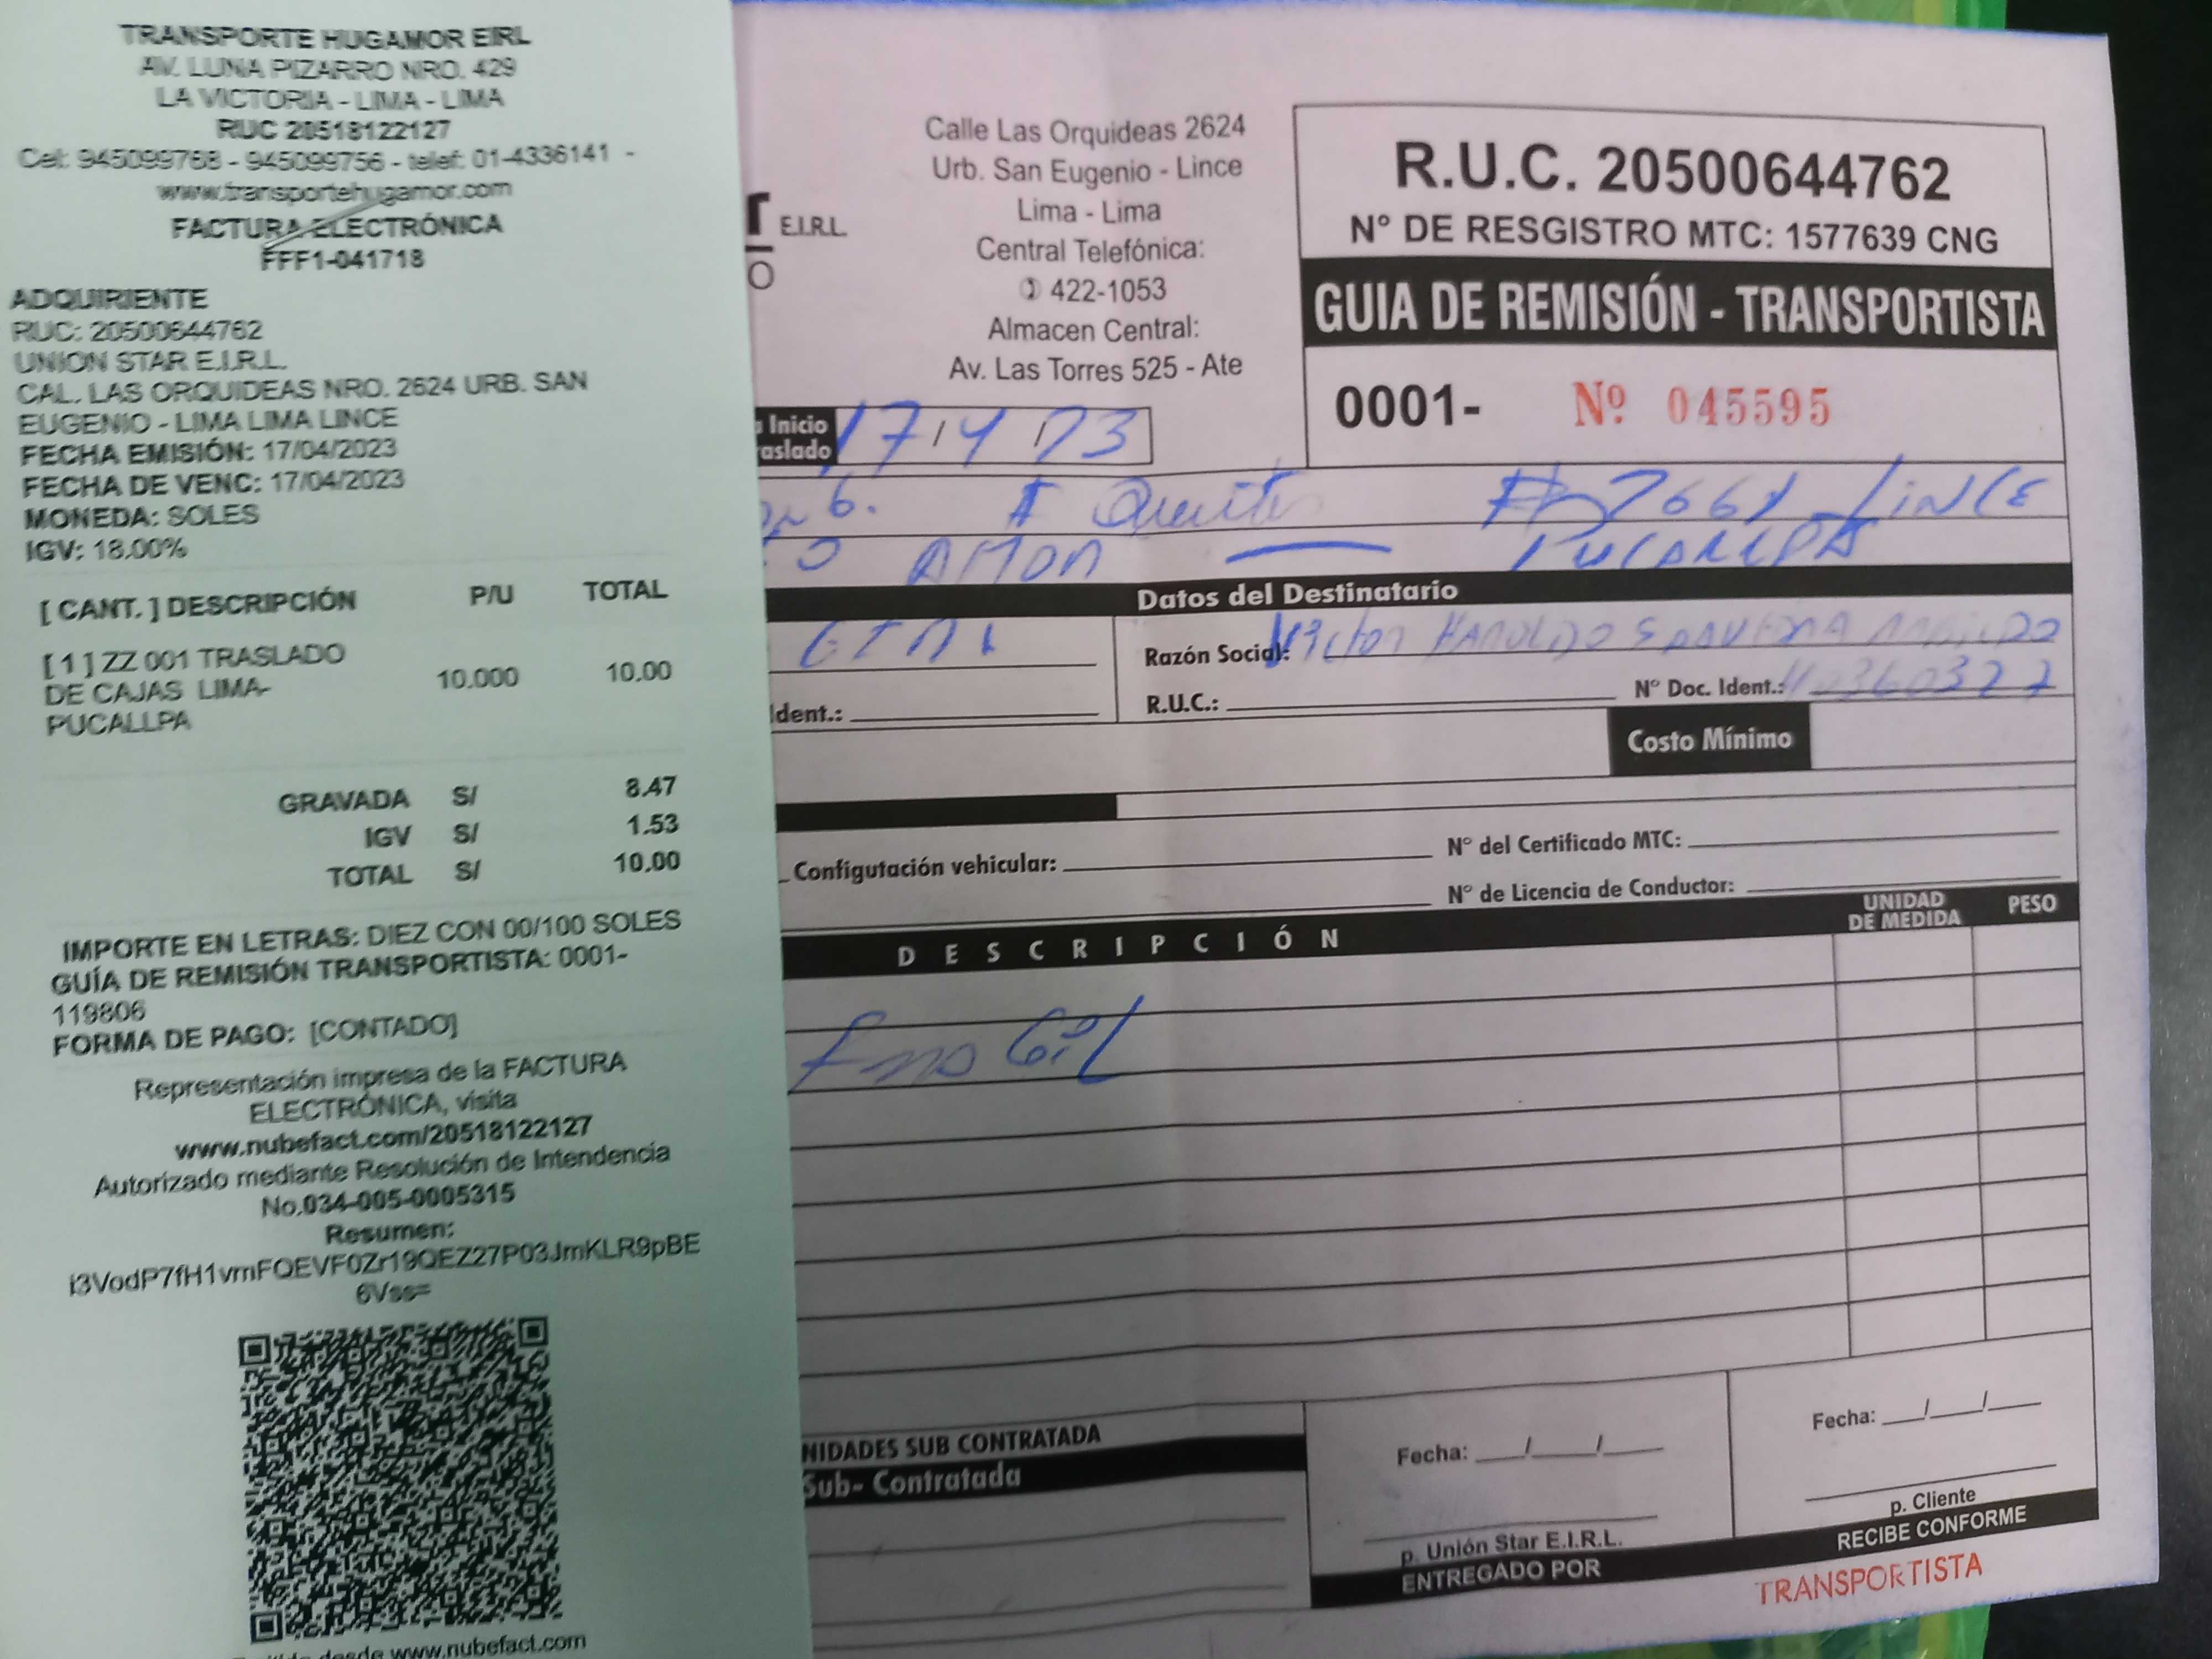 TRANSPORTE HUGAMOR EIRL
AV. LUNA PIZARRO NRO. 429
LA VICTORIA - LIMA - LIMA
RUC 20518122127
Cel: 945099768 - 945099756 - telef: 01-4336141 -
www.transportehugamor.com
FACTURA ELECTRÓNICA
FFF1-041718
ADQUIRIENTE
RUC: 20500644762
UNION STAR E.I.R.L.
CAL. LAS ORQUIDEAS NRO. 2624 URB. SAN
EUGENIO - LIMA LIMA LINCE
FECHA EMISIÓN: 17/04/2023
FECHA DE VENC: 17/04/2023
MONEDA: SOLES
IGV: 18.00%
[ CANT. ] DESCRIPCIÓN P/U TOTAL
[ 1 ] ZZ 001 TRASLADO
DE CAJAS LIMA- 10.000 10.00
PUCALLPA
GRAVADA S/ 8.47
IGV S/ 1.53
TOTAL S/ 10.00
IMPORTE EN LETRAS: DIEZ CON 00/100 SOLES
GUÍA DE REMISIÓN TRANSPORTISTA: 0001-
119806
FORMA DE PAGO: [CONTADO]
Representación impresa de la FACTURA
ELECTRÓNICA, visita
www.nubefact.com/20518122127
Autorizado mediante Resolución de Intendencia
No.034-005-0005315
Resumen:
i3VodP7fH1vmFQEVF0Zr19QEZ27P03JmKLR9pBE
6Vss=
desde www.nubefact.com
E.I.R.L.
Calle Las Orquideas 2624
Urb. San Eugenio - Lince
Lima - Lima
Central Telefónica:
422-1053
Almacen Central:
Av. Las Torres 525 - Ate
R.U.C. 20500644762
N° DE RESGISTRO MTC: 1577639 CNG
GUIA DE REMISIÓN - TRANSPORTISTA
0001- Nº 045595
Inicio
aslado 17/4/23
LINCE
PUCALLPA
Datos del Destinatario
EIRL
Razón Social: Victor Haroldo
Ident.:
R.U.C.: N° Doc. Ident.: 40360327
Costo Mínimo
Configutación vehicular: N° del Certificado MTC:
N° de Licencia de Conductor:
DESCRIPCIÓN UNIDAD DE MEDIDA PESO
NIDADES SUB CONTRATADA
Sub- Contratada
Fecha: / /
p. Unión Star E.I.R.L.
ENTREGADO POR
Fecha: / /
p. Cliente
RECIBE CONFORME
TRANSPORTISTA